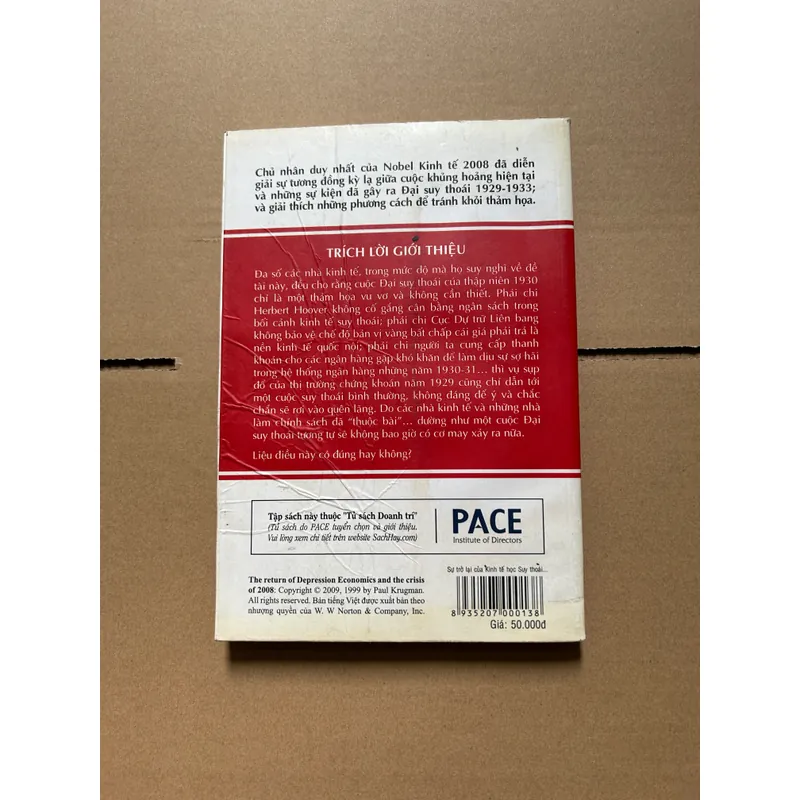 Chủ nhân duy nhất của Nobel Kinh tế 2008 đã diễn
giải sự tương đồng kỳ lạ giữa cuộc khủng hoảng hiện tại
và những sự kiện đã gây ra Đại suy thoái 1929-1933;
và giải thích những phương cách để tránh khỏi thảm họa.
TRÍCH LỜI GIỚI THIỆU
Đa số các nhà kinh tế, trong mức độ mà họ suy nghĩ về đề
tài này, đều cho rằng cuộc Đại suy thoái của thập niên 1930
chỉ là một thảm họa vu vơ và không cần thiết. Phải chi
Herbert Hoover không cố gắng cân bằng ngân sách trong
bối cảnh kinh tế suy thoái; phải chi Cục Dự trữ Liên bang
không bảo vệ chế độ bản vị vàng bất chấp cái giá phải trả là
nền kinh tế quốc nội; phải chi người ta cung cấp thanh
khoản cho các ngân hàng gặp khó khăn để làm dịu sự sợ hãi
trong hệ thống ngân hàng những năm 1930-31... thì vụ sụp
đổ của thị trường chứng khoán năm 1929 cũng chỉ dẫn tới
một cuộc suy thoái bình thường, không đáng để ý và chắc
chắn sẽ rơi vào quên lãng. Do các nhà kinh tế và những nhà
làm chính sách đã "thuộc bài"... dường như một cuộc Đại
suy thoái tương tự sẽ không bao giờ có cơ may xảy ra nữa.
Liệu điều này có đúng hay không?
Tập sách này thuộc "Tủ sách Doanh trí"
(Tủ sách do PACE tuyển chọn và giới thiệu.
Vui lòng xem chi tiết trên website SachHay.com)
PACE
Institute of Directors
The return of Depression Economics and the crisis
of 2008: Copyright © 2009, 1999 by Paul Krugman.
All rights reserved. Bản tiếng Việt được xuất bản theo
nhượng quyền của W. W Norton & Company, Inc.
Sự trở lại của Kinh tế học Suy thoái...
8 935207 000138
Giá: 50.000đ